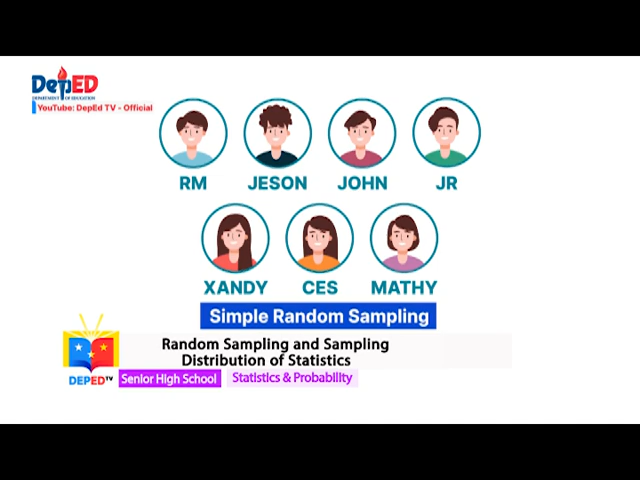 DepED
DEPARTMENT OF EDUCATION
YouTube: DepEd TV - Official
RM JESON JOHN JR
XANDY CES MATHY
Simple Random Sampling
Random Sampling and Sampling
Distribution of Statistics
DEPED TV
Senior High School
Statistics & Probability